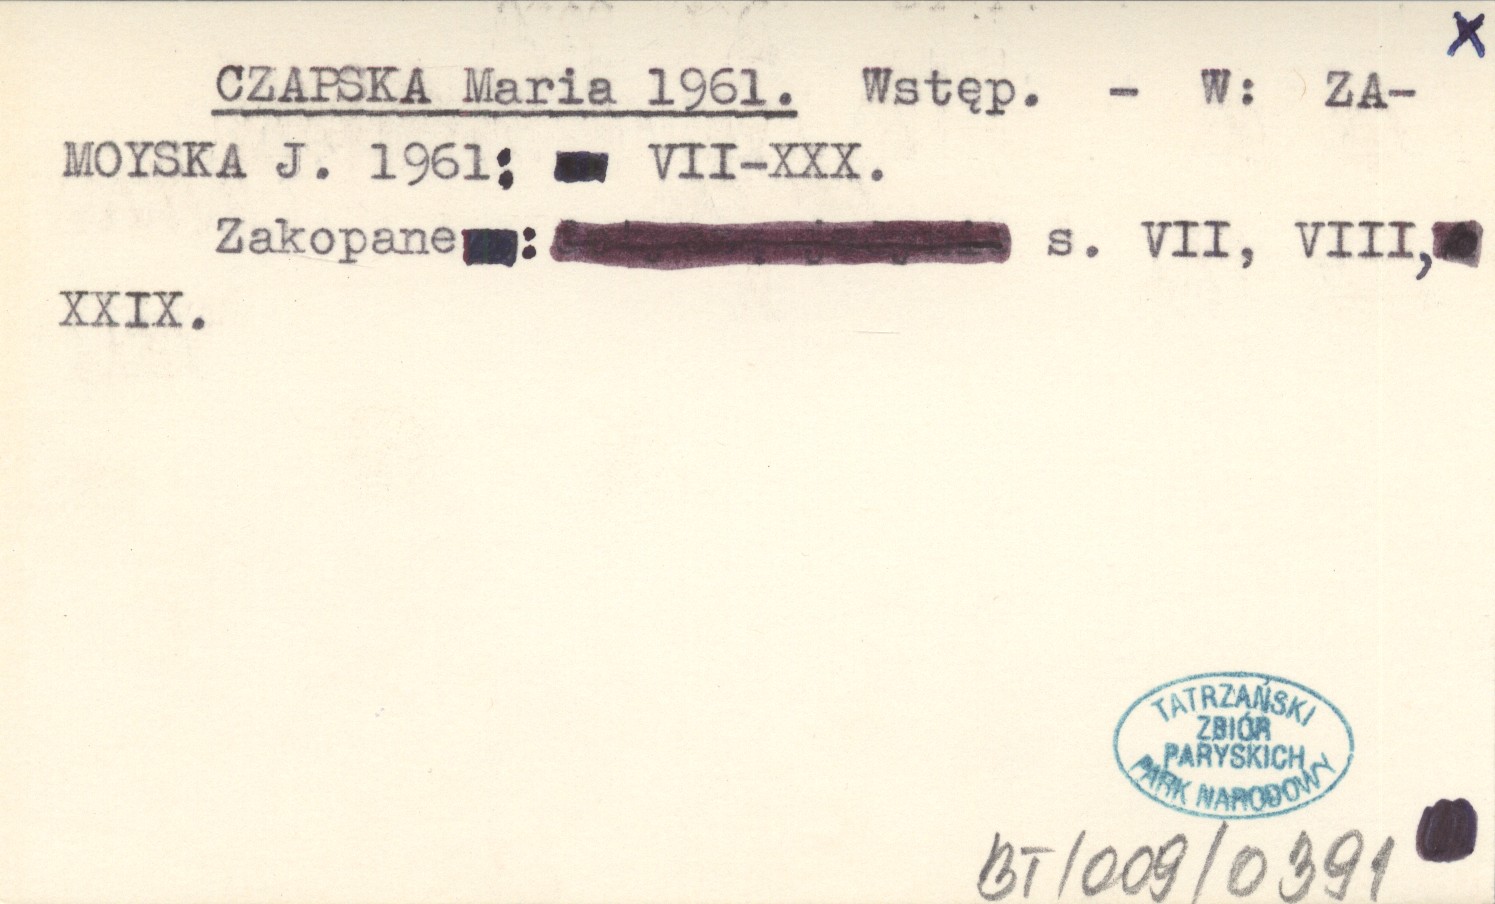 x
CZAPSKA Maria 1961. Wstęp. - W: ZA-
MOYSKA J. 1961: VII-XXX.
Zakopane: s. VII, VIII,
XXIX.
TATRZAŃSKI
ZBIÓR
PARYSKICH
PARK NARODOWY
BT/009/0391